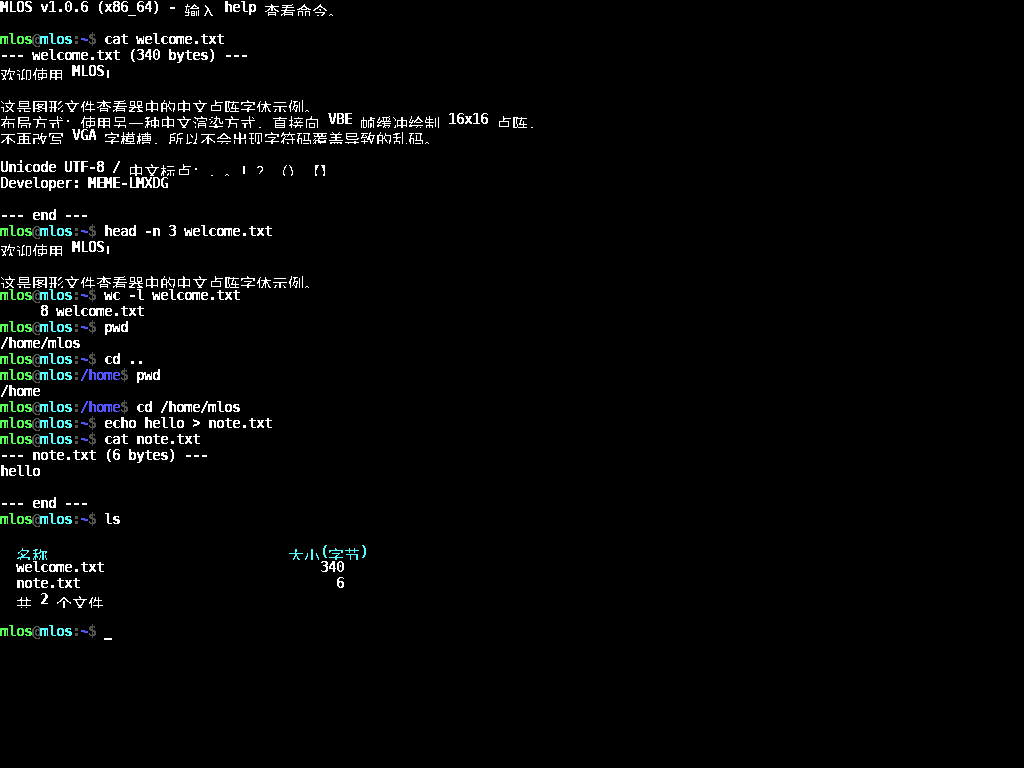 MLOS v1.0.6 (x86_64) - 输入 help 查看命令。
mlos@mlos:~$ cat welcome.txt
--- welcome.txt (340 bytes) ---
欢迎使用 MLOS!
这是图形文件查看器中的中文点阵字体示例。
布局方式：使用另一种中文渲染方式，直接向 VBE 帧缓冲绘制 16x16 点阵，
不再改写 VGA 字模槽，所以不会出现字符码覆盖导致的乱码。
Unicode UTF-8 / 中文标点：，。！？（）【】
Developer: MEME-LMXDG
--- end ---
mlos@mlos:~$ head -n 3 welcome.txt
欢迎使用 MLOS!
这是图形文件查看器中的中文点阵字体示例。
mlos@mlos:~$ wc -l welcome.txt
8 welcome.txt
mlos@mlos:~$ pwd
/home/mlos
mlos@mlos:~$ cd ..
mlos@mlos:/home$ pwd
/home
mlos@mlos:/home$ cd /home/mlos
mlos@mlos:~$ echo hello > note.txt
mlos@mlos:~$ cat note.txt
--- note.txt (6 bytes) ---
hello
--- end ---
mlos@mlos:~$ ls
名称 大小(字节)
welcome.txt 340
note.txt 6
共 2 个文件
mlos@mlos:~$ _